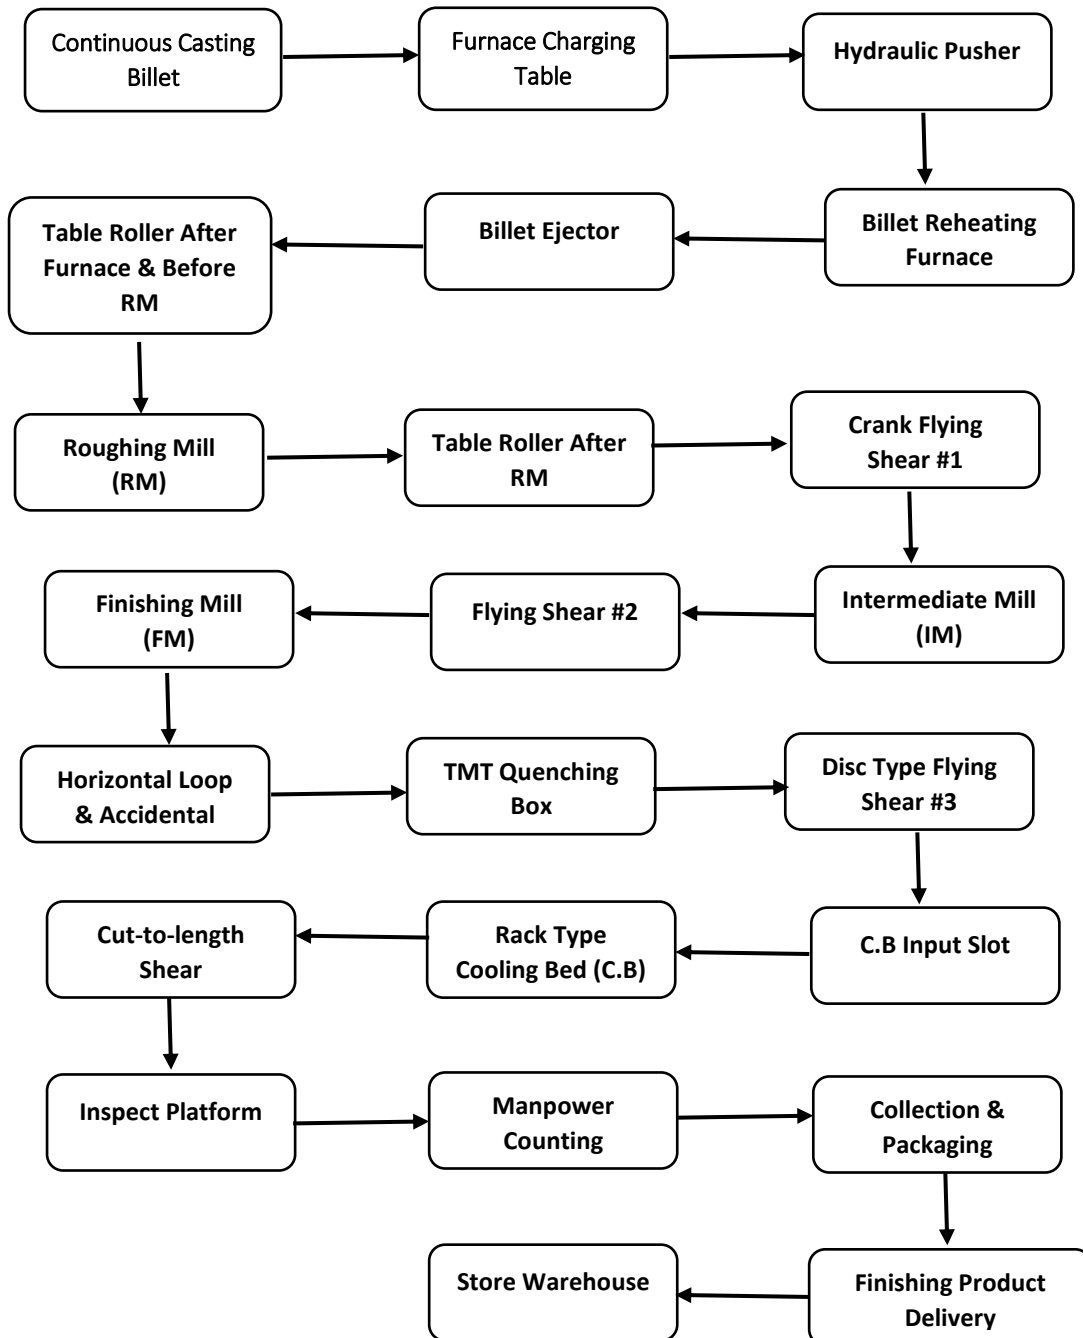 Continuous Casting
Billet
Furnace Charging
Table
Hydraulic Pusher
Billet Reheating
Furnace
Billet Ejector
Table Roller After
Furnace & Before
RM
Roughing Mill
(RM)
Table Roller After
RM
Crank Flying
Shear #1
Intermediate Mill
(IM)
Flying Shear #2
Finishing Mill
(FM)
Horizontal Loop
& Accidental
TMT Quenching
Box
Disc Type Flying
Shear #3
C.B Input Slot
Rack Type
Cooling Bed (C.B)
Cut-to-length
Shear
Inspect Platform
Manpower
Counting
Collection &
Packaging
Finishing Product
Delivery
Store Warehouse